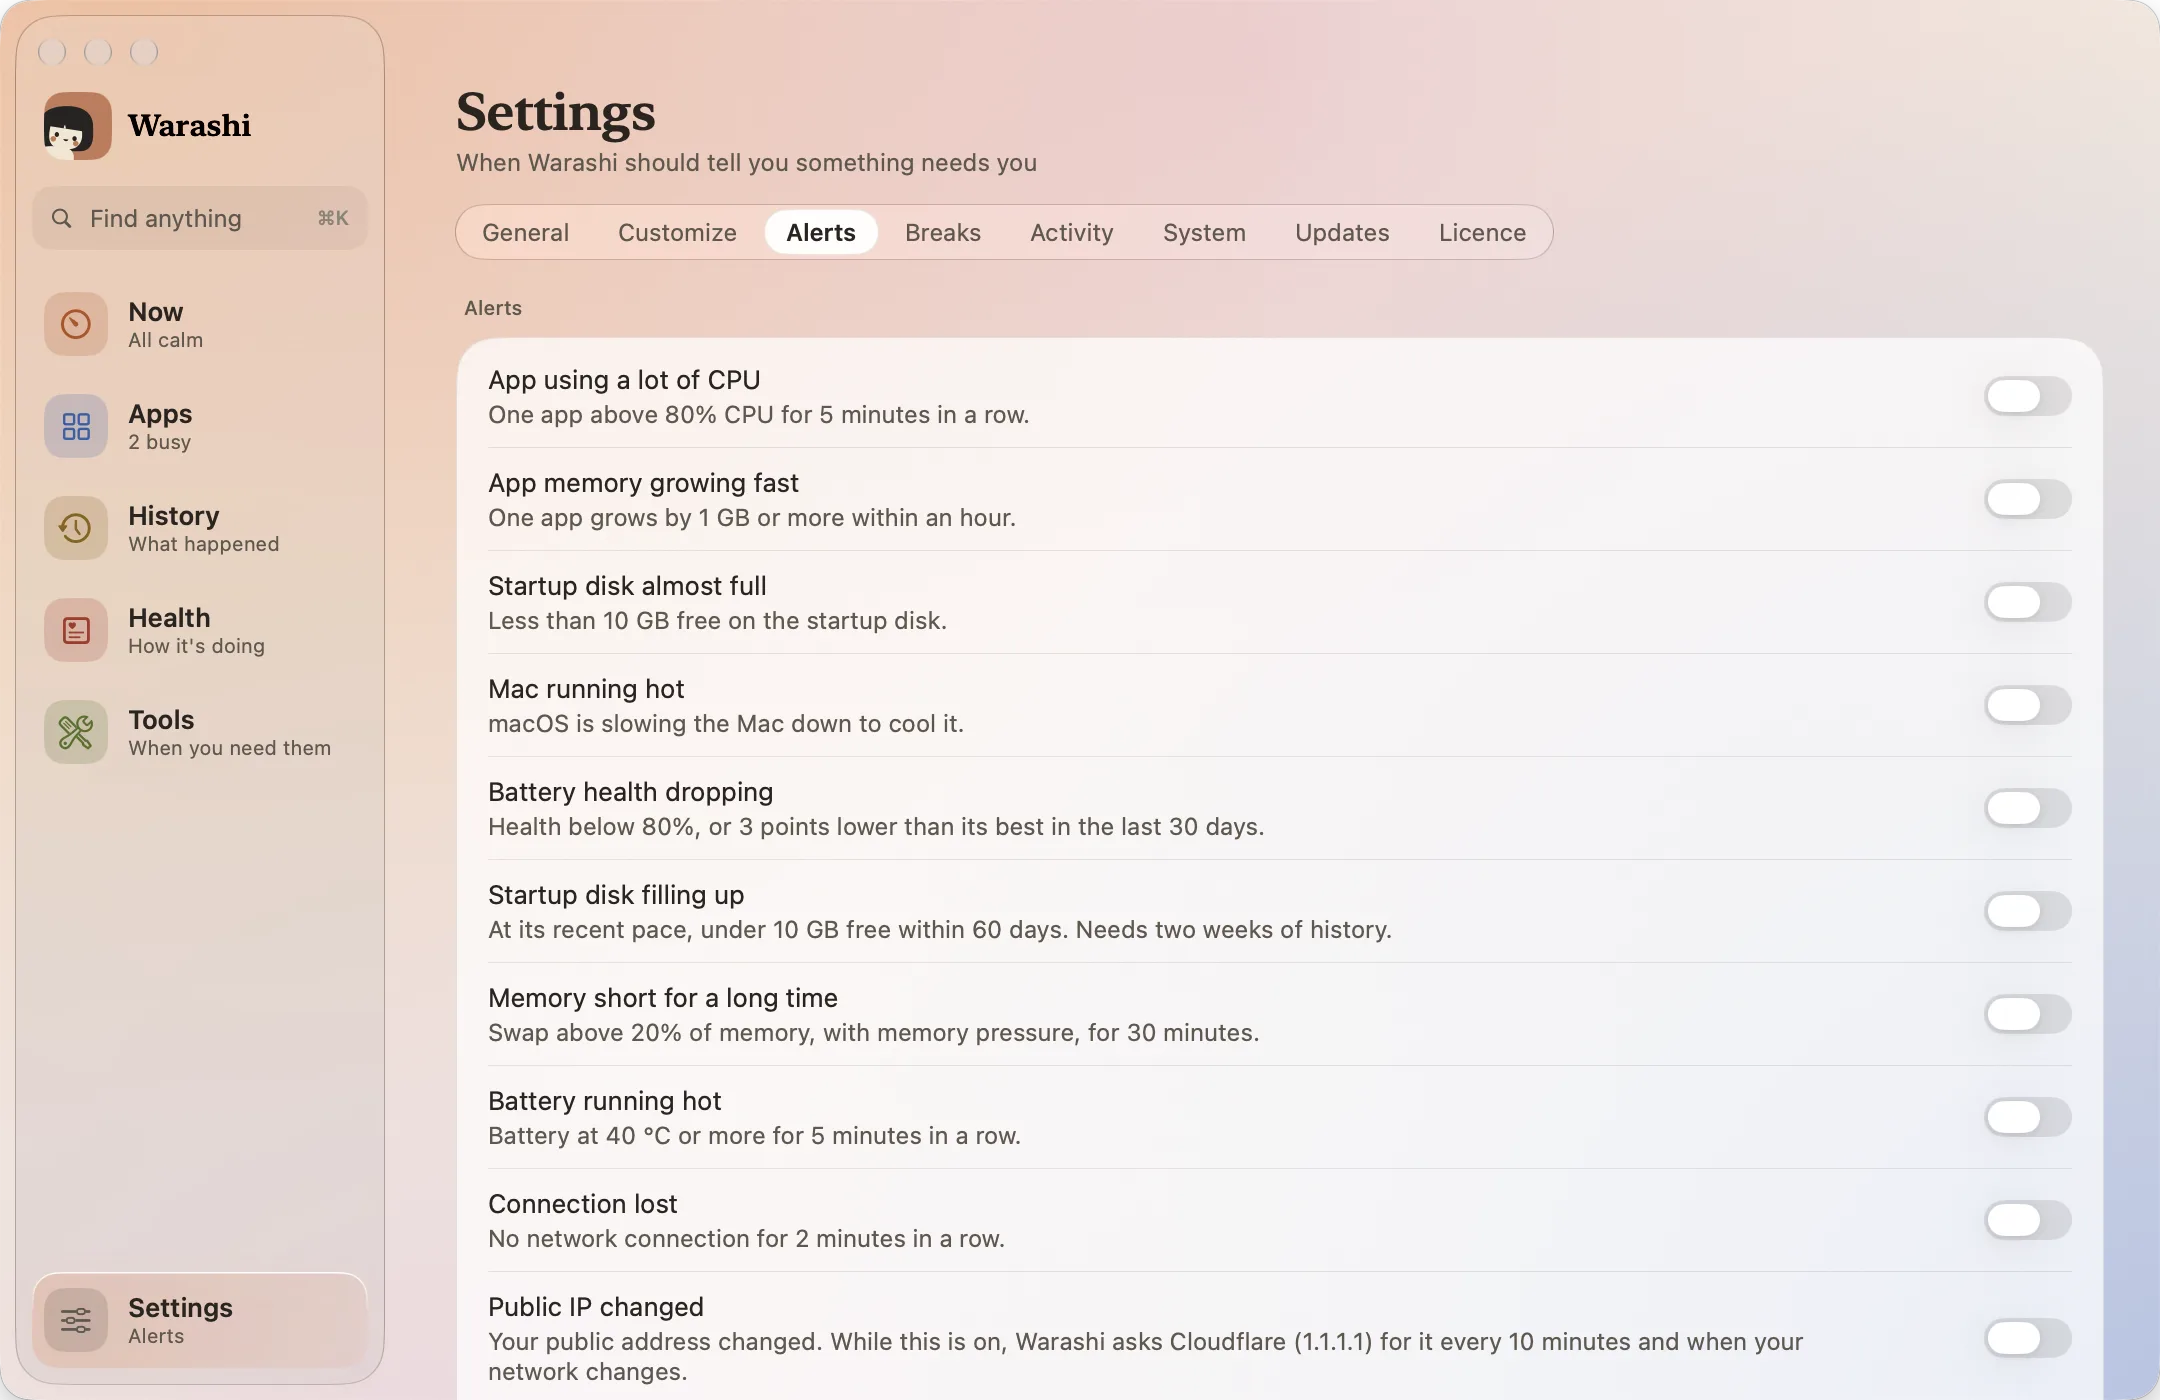 Warashi
Find anything ⌘K
Now
All calm
Apps
2 busy
History
What happened
Health
How it's doing
Tools
When you need them
Settings
Alerts
Settings
When Warashi should tell you something needs you
General Customize Alerts Breaks Activity System Updates Licence
Alerts
App using a lot of CPU
One app above 80% CPU for 5 minutes in a row.
App memory growing fast
One app grows by 1 GB or more within an hour.
Startup disk almost full
Less than 10 GB free on the startup disk.
Mac running hot
macOS is slowing the Mac down to cool it.
Battery health dropping
Health below 80%, or 3 points lower than its best in the last 30 days.
Startup disk filling up
At its recent pace, under 10 GB free within 60 days. Needs two weeks of history.
Memory short for a long time
Swap above 20% of memory, with memory pressure, for 30 minutes.
Battery running hot
Battery at 40 °C or more for 5 minutes in a row.
Connection lost
No network connection for 2 minutes in a row.
Public IP changed
Your public address changed. While this is on, Warashi asks Cloudflare (1.1.1.1) for it every 10 minutes and when your
network changes.